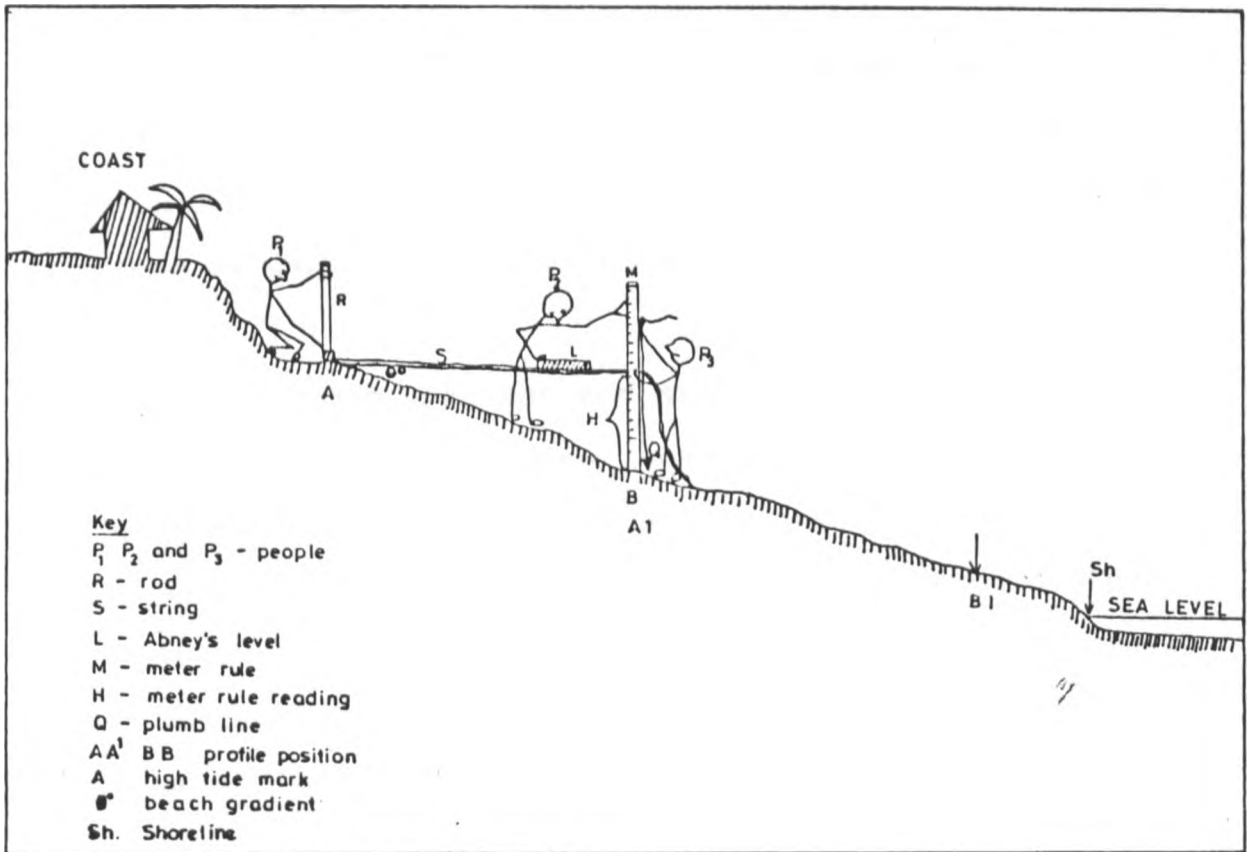 COAST
P1
R
S
θ°
A
P2
L
M
P3
H
Q
B
A1
B1
Sh
SEA LEVEL
Key
P1 P2 and P3 - people
R - rod
S - string
L - Abney's level
M - meter rule
H - meter rule reading
Q - plumb line
AA1 BB profile position
A high tide mark
θ° beach gradient
Sh. Shoreline